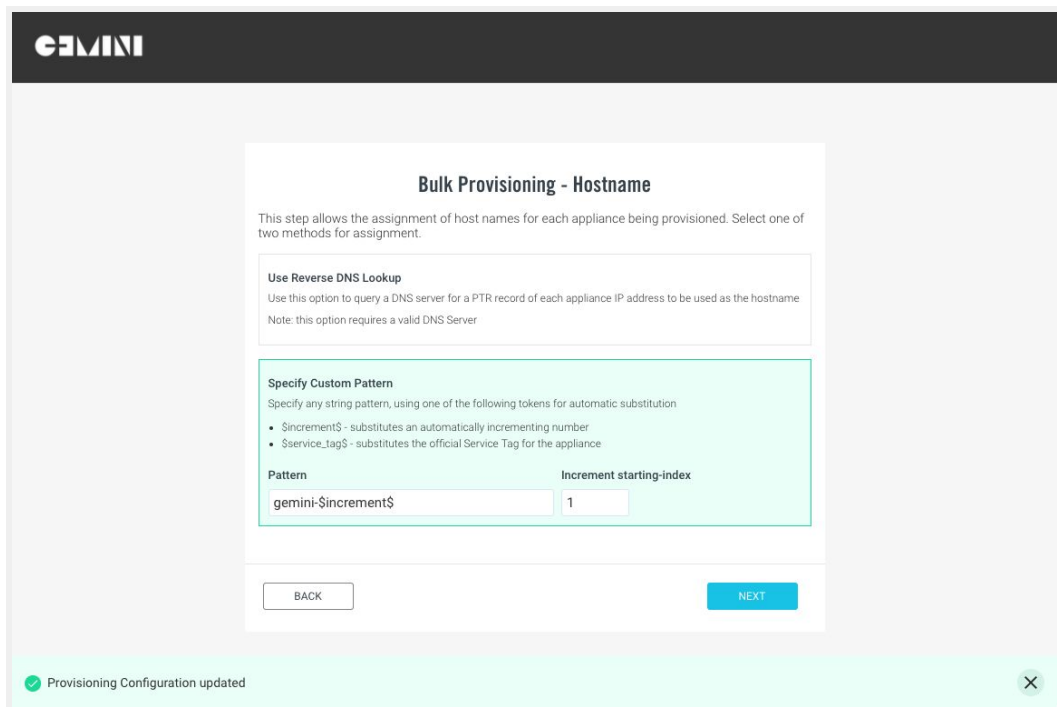 GEMINI
Bulk Provisioning - Hostname
This step allows the assignment of host names for each appliance being provisioned. Select one of
two methods for assignment.
Use Reverse DNS Lookup
Use this option to query a DNS server for a PTR record of each appliance IP address to be used as the hostname
Note: this option requires a valid DNS Server
Specify Custom Pattern
Specify any string pattern, using one of the following tokens for automatic substitution
• $increment$ - substitutes an automatically incrementing number
• $service_tag$ - substitutes the official Service Tag for the appliance
Pattern Increment starting-index
gemini-$increment$ 1
BACK NEXT
Provisioning Configuration updated